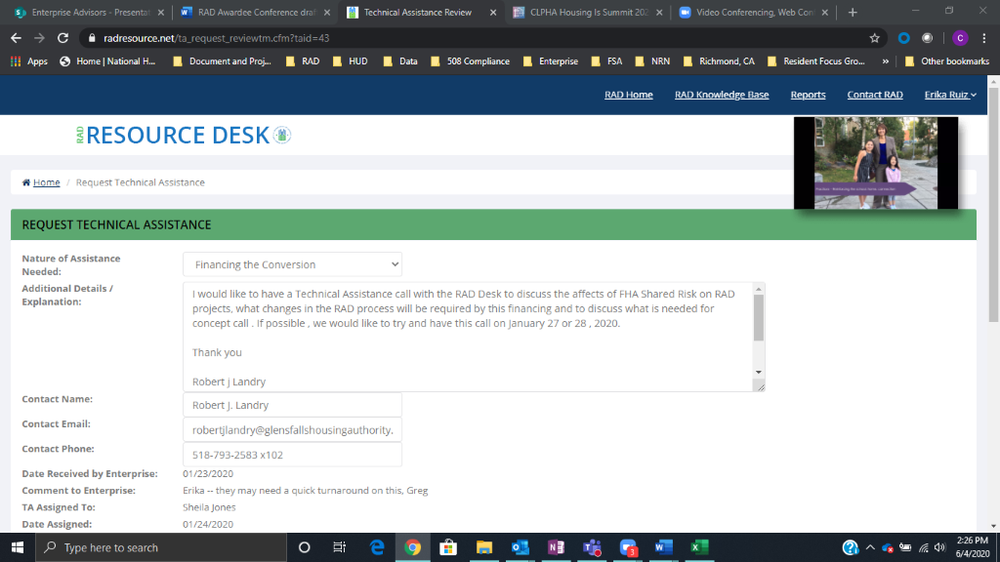 Enterprise Advisors - Presentat
RAD Awardee Conference draf
Technical Assistance Review
CLPHA Housing Is Summit 202
Video Conferencing, Web Con
radresource.net/ta_request_reviewtm.cfm?taid=43
C
Apps
Home | National H...
Document and Proj...
RAD
HUD
Data
508 Compliance
Enterprise
FSA
NRN
Richmond, CA
Resident Focus Gro...
»
Other bookmarks
RAD Home
RAD Knowledge Base
Reports
Contact RAD
Erika Ruiz
RAD RESOURCE DESK
Home / Request Technical Assistance
REQUEST TECHNICAL ASSISTANCE
Nature of Assistance
Needed:
Financing the Conversion
Additional Details /
Explanation:
I would like to have a Technical Assistance call with the RAD Desk to discuss the affects of FHA Shared Risk on RAD
projects, what changes in the RAD process will be required by this financing and to discuss what is needed for
concept call . If possible , we would like to try and have this call on January 27 or 28 , 2020.
Thank you
Robert j Landry
Contact Name:
Robert J. Landry
Contact Email:
robertjlandry@glensfallshousingauthority.
Contact Phone:
518-793-2583 x102
Date Received by Enterprise: 01/23/2020
Comment to Enterprise: Erika -- they may need a quick turnaround on this, Greg
TA Assigned To: Sheila Jones
Date Assigned: 01/24/2020
Type here to search
3
2:26 PM
6/4/2020